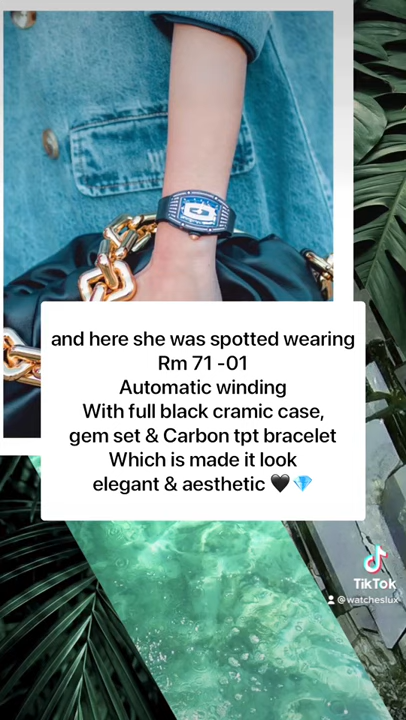 and here she was spotted wearing
Rm 71 -01
Automatic winding
With full black cramic case,
gem set & Carbon tpt bracelet
Which is made it look
elegant & aesthetic 🖤💎
TikTok
@watcheslux